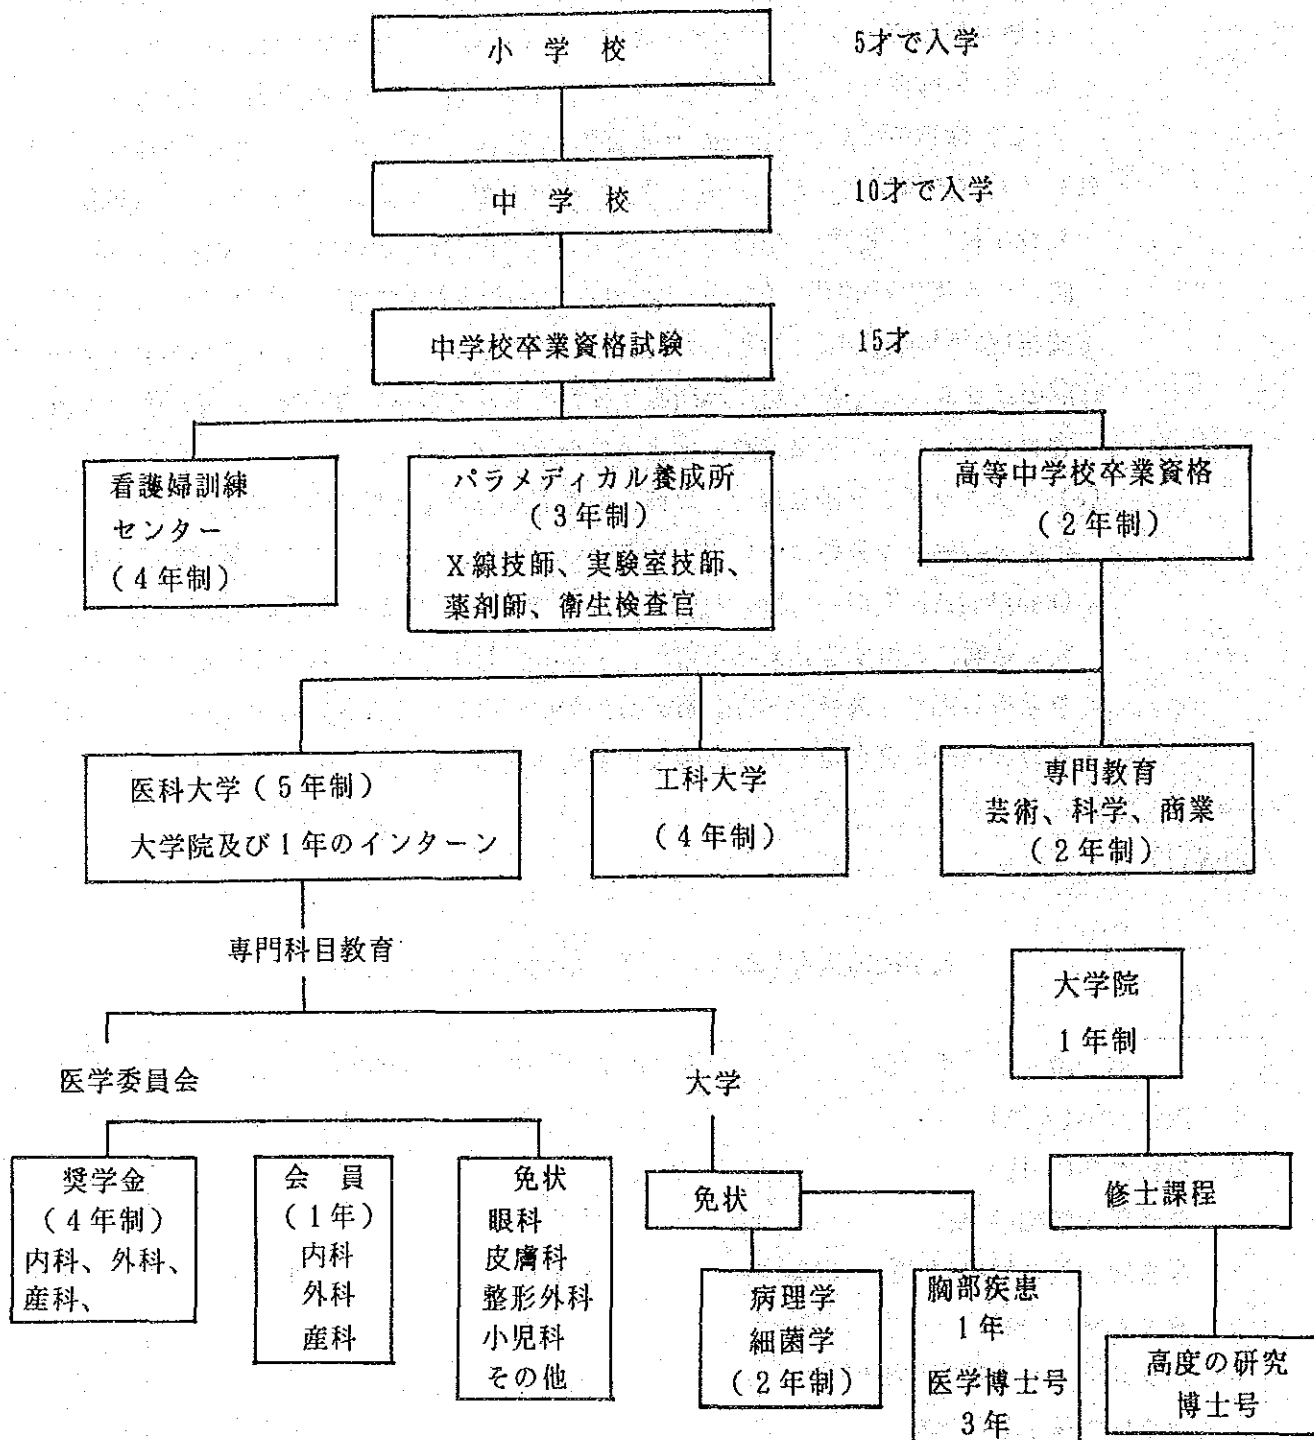 小学校
5才で入学
中学校
10才で入学
中学校卒業資格試験
15才
看護婦訓練
センター
(4年制)
パラメディカル養成所
(3年制)
X線技師、実験室技師、
薬剤師、衛生検査官
高等中学校卒業資格
(2年制)
医科大学(5年制)
大学院及び1年のインターン
工科大学
(4年制)
専門教育
芸術、科学、商業
(2年制)
専門科目教育
大学院
1年制
医学委員会
大学
奨学金
(4年制)
内科、外科、
産科、
会員
(1年)
内科
外科
産科
免状
眼科
皮膚科
整形外科
小児科
その他
免状
修士課程
病理学
細菌学
(2年制)
胸部疾患
1年
医学博士号
3年
高度の研究
博士号